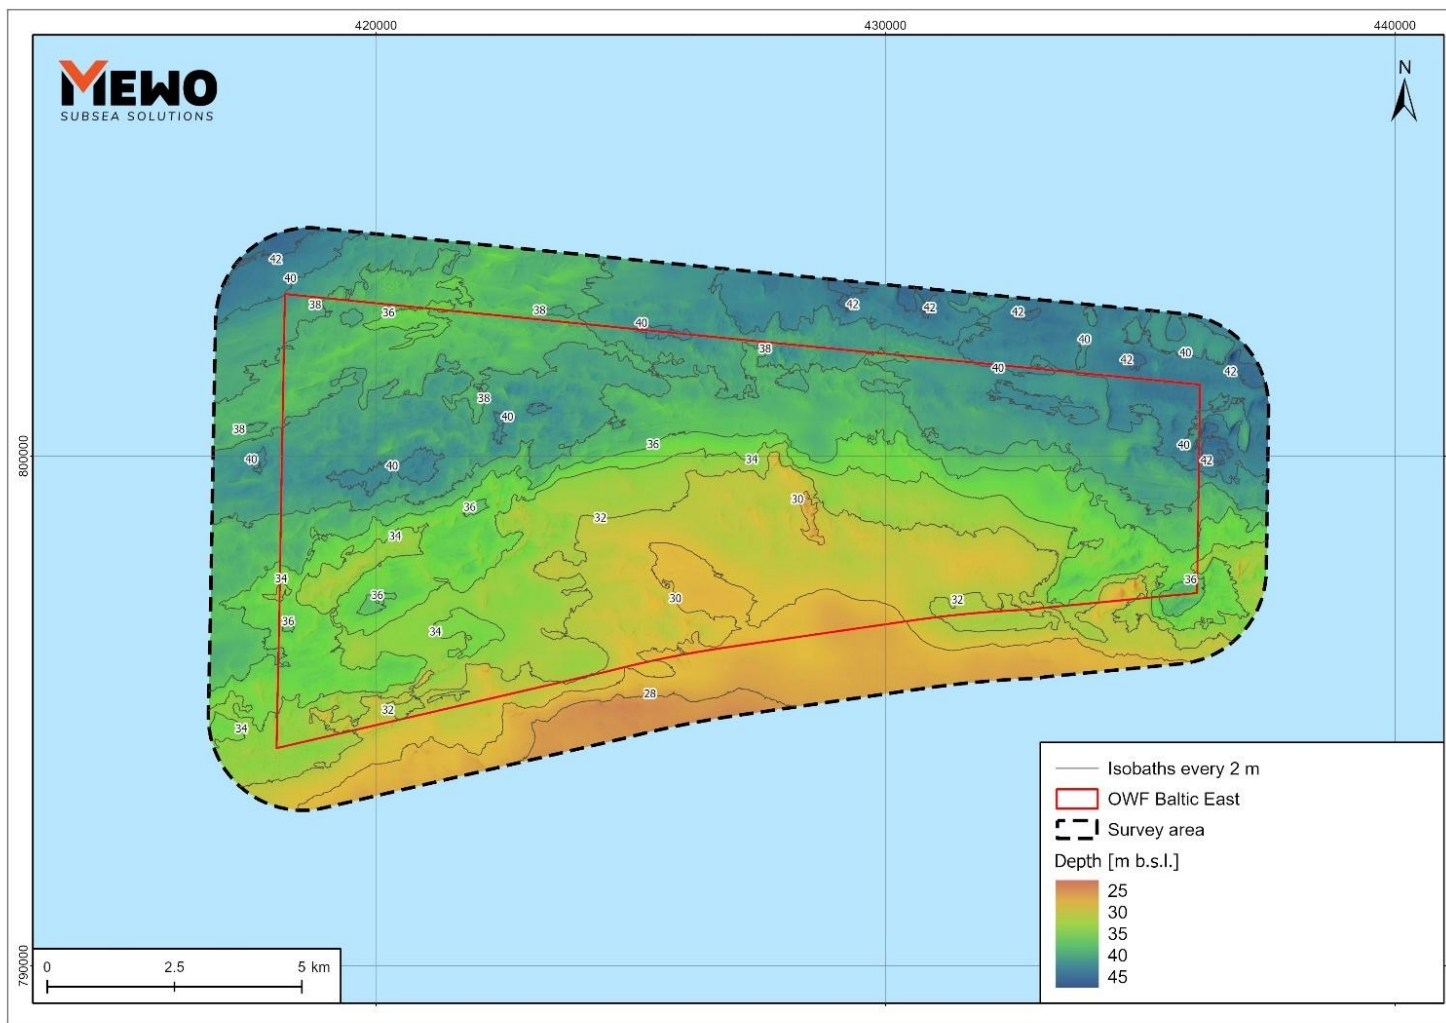 420000 430000 440000
MEWO
SUBSEA SOLUTIONS
N
42
40
38 36 38 40 38 42 42 42
40 40 42 40 42
38 38 40
40 40 36 34 40 42
36 34 32 30
34 36 36 34 30 32 36
34 32 28
800000
790000
Isobaths every 2 m
OWF Baltic East
Survey area
Depth [m b.s.l.]
25
30
35
40
45
0 2.5 5 km